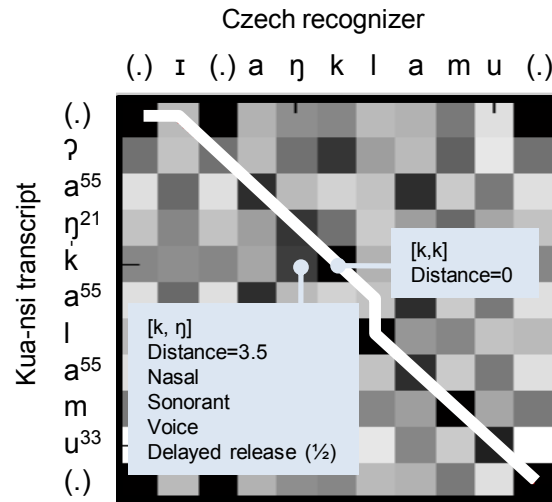 Czech recognizer
(.) ɪ (.) a ŋ k l a m u (.)
Kua-nsi transcript
(.)
ʔ
a⁵⁵
ŋ̍²¹
k
a⁵⁵
l
a⁵⁵
m
u³³
(.)
[k,k]
Distance=0
[k, ŋ]
Distance=3.5
Nasal
Sonorant
Voice
Delayed release (½)